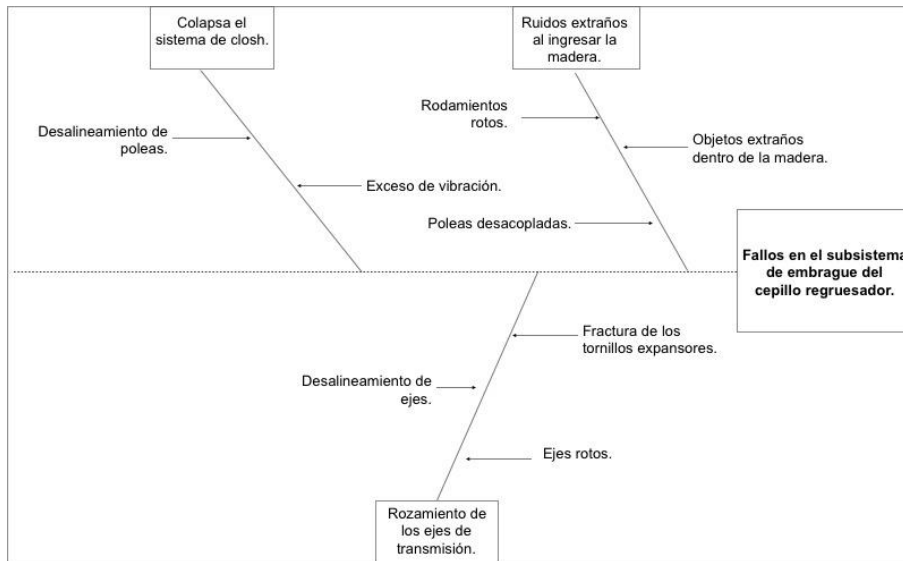 Colapsa el
sistema de closh.
Ruidos extraños
al ingresar la
madera.
Desalineamiento de
poleas.
Exceso de vibración.
Rodamientos
rotos.
Objetos extraños
dentro de la madera.
Poleas desacopladas.
Fallos en el subsistema
de embrague del
cepillo regruesador.
Fractura de los
tornillos expansores.
Desalineamiento de
ejes.
Ejes rotos.
Rozamiento de
los ejes de
transmisión.